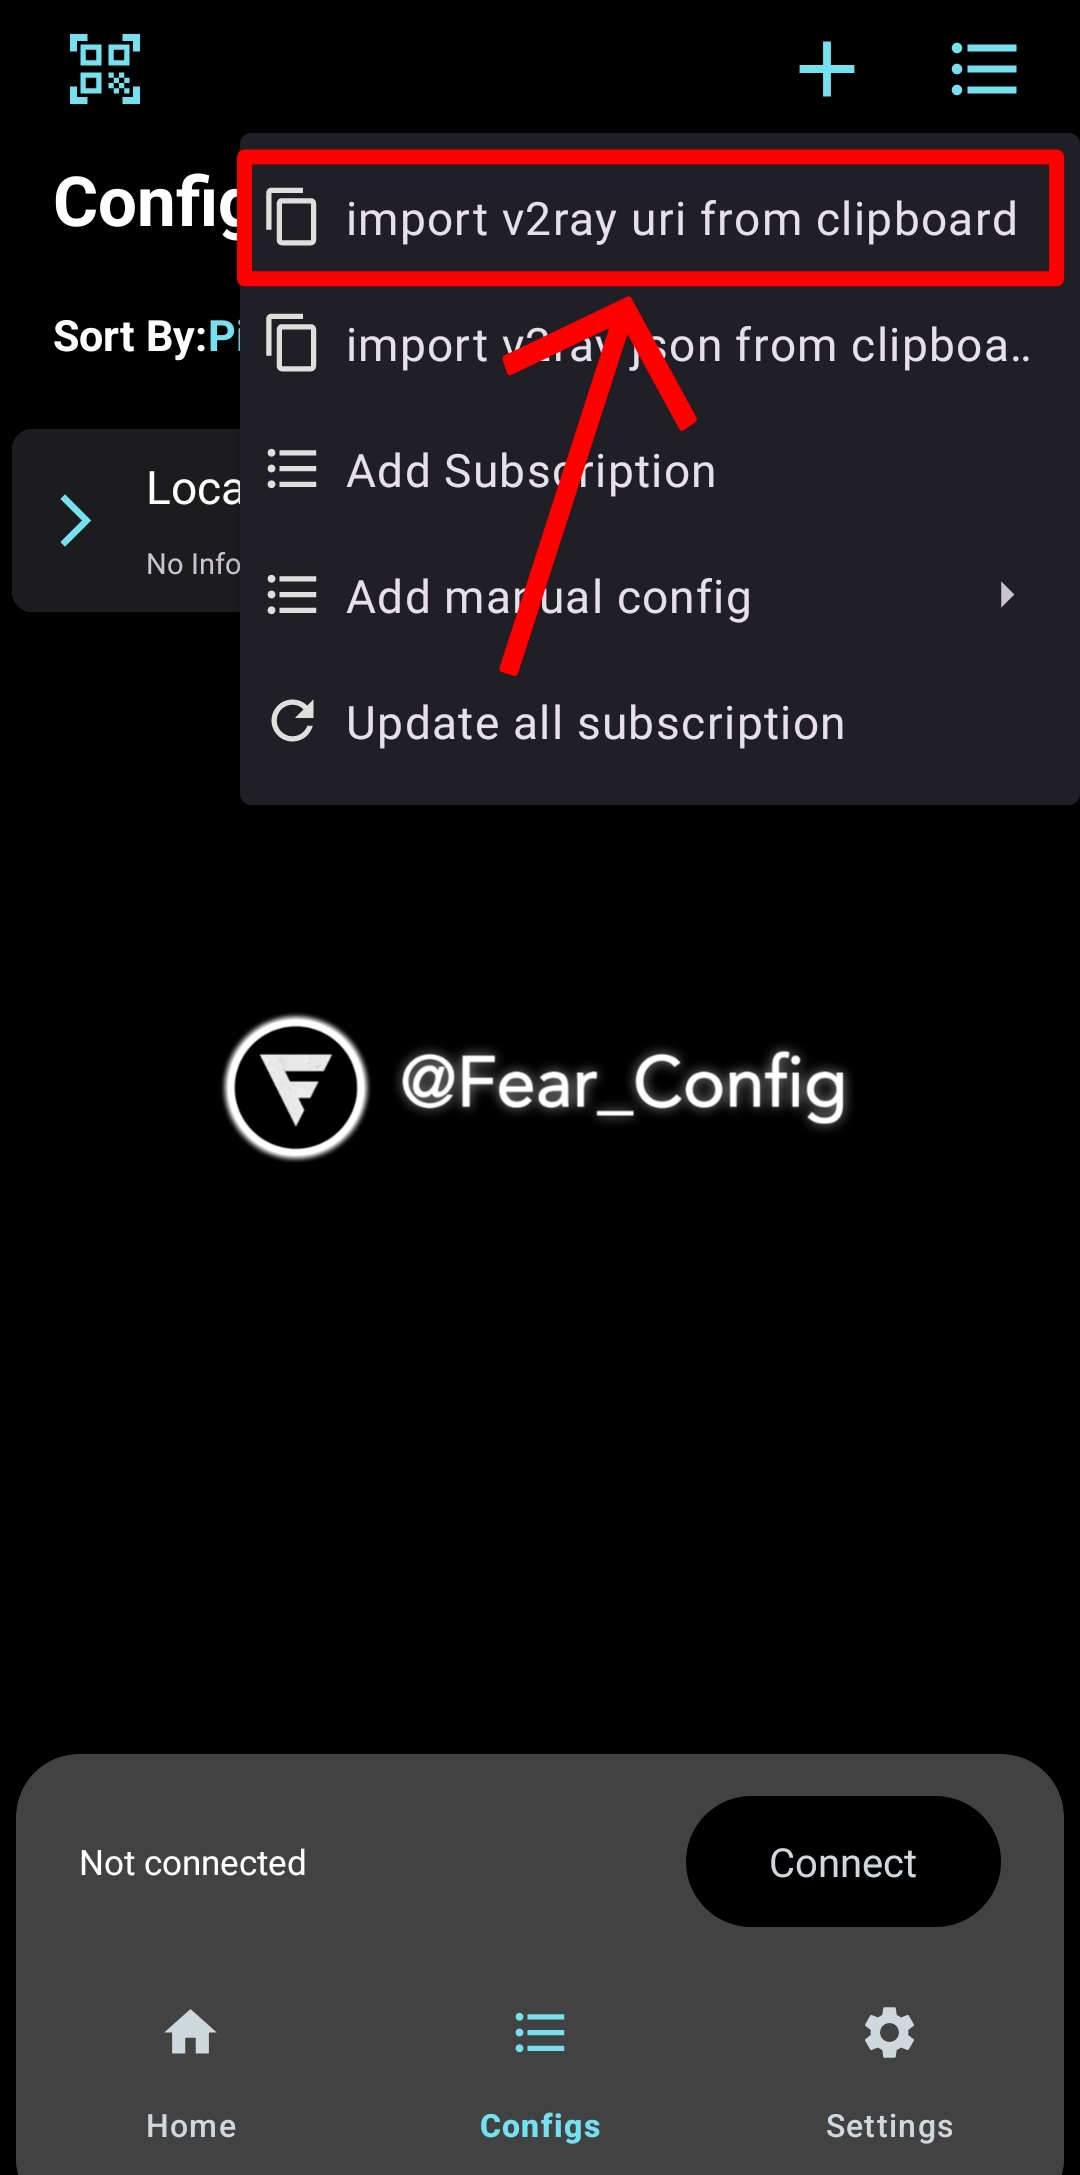 Config
import v2ray uri from clipboard
Sort By:Pi
import v2ray json from clipboa..
Loca
Add Subscription
No Info
Add manual config
Update all subscription
@Fear_Config
Not connected
Connect
Home
Configs
Settings